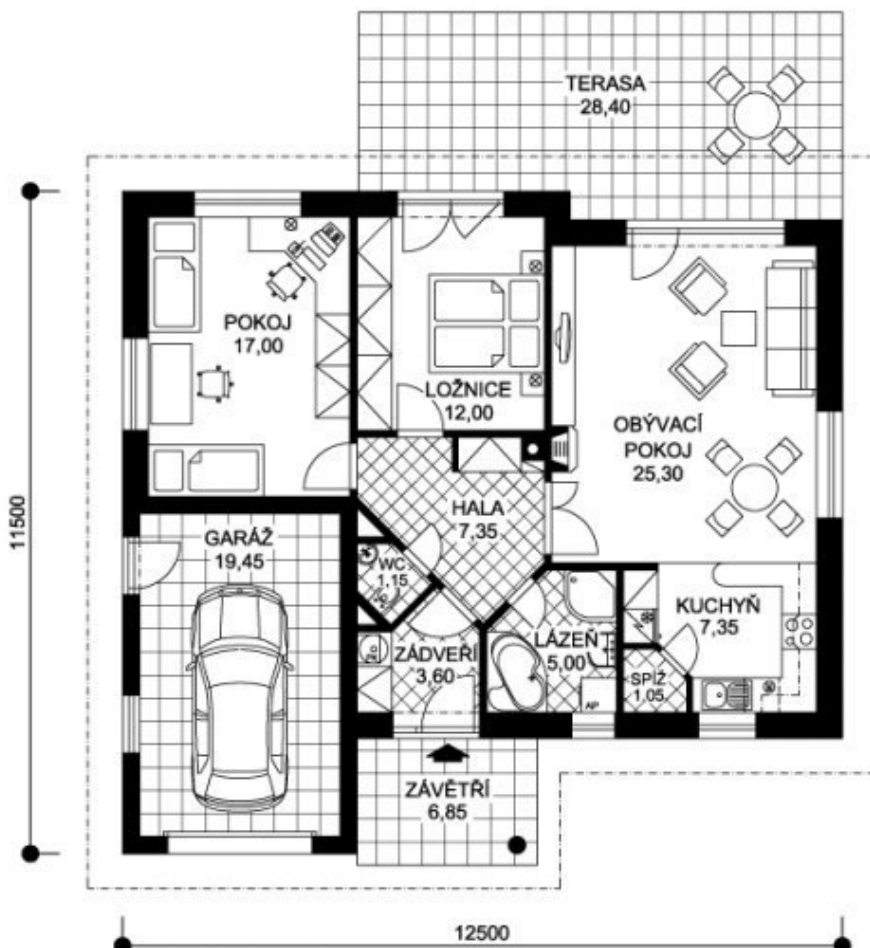 TERASA
28,40
POKOJ
17,00
LOŽNICE
12,00
OBÝVACÍ
POKOJ
25,30
HALA
7,35
GARÁŽ
19,45
WC
1,15
KUCHYŇ
7,35
LÁZEŇ
5,00
ZÁDVEŘÍ
3,60
SPÍŽ
1,05
AP
ZÁVĚTŘÍ
6,85
11500
12500